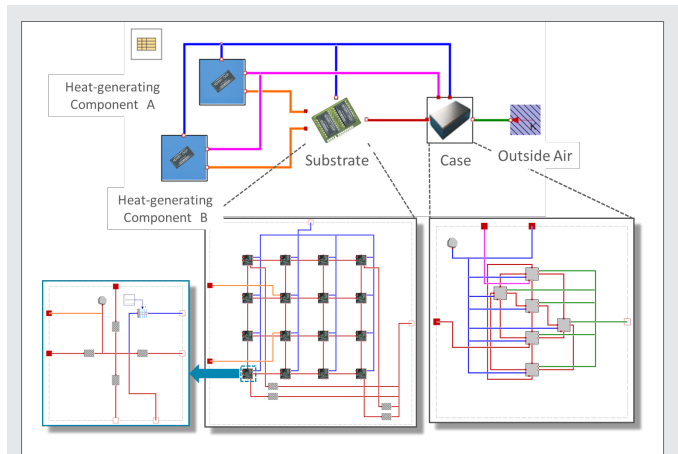 Heat-generating
Component A
Substrate
Case
Outside Air
K
Heat-generating
Component B